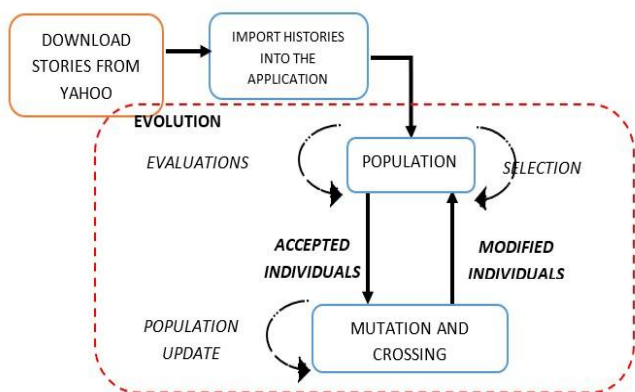 DOWNLOAD
STORIES FROM
YAHOO
IMPORT HISTORIES
INTO THE
APPLICATION
EVOLUTION
EVALUATIONS
POPULATION
SELECTION
ACCEPTED
INDIVIDUALS
MODIFIED
INDIVIDUALS
POPULATION
UPDATE
MUTATION AND
CROSSING